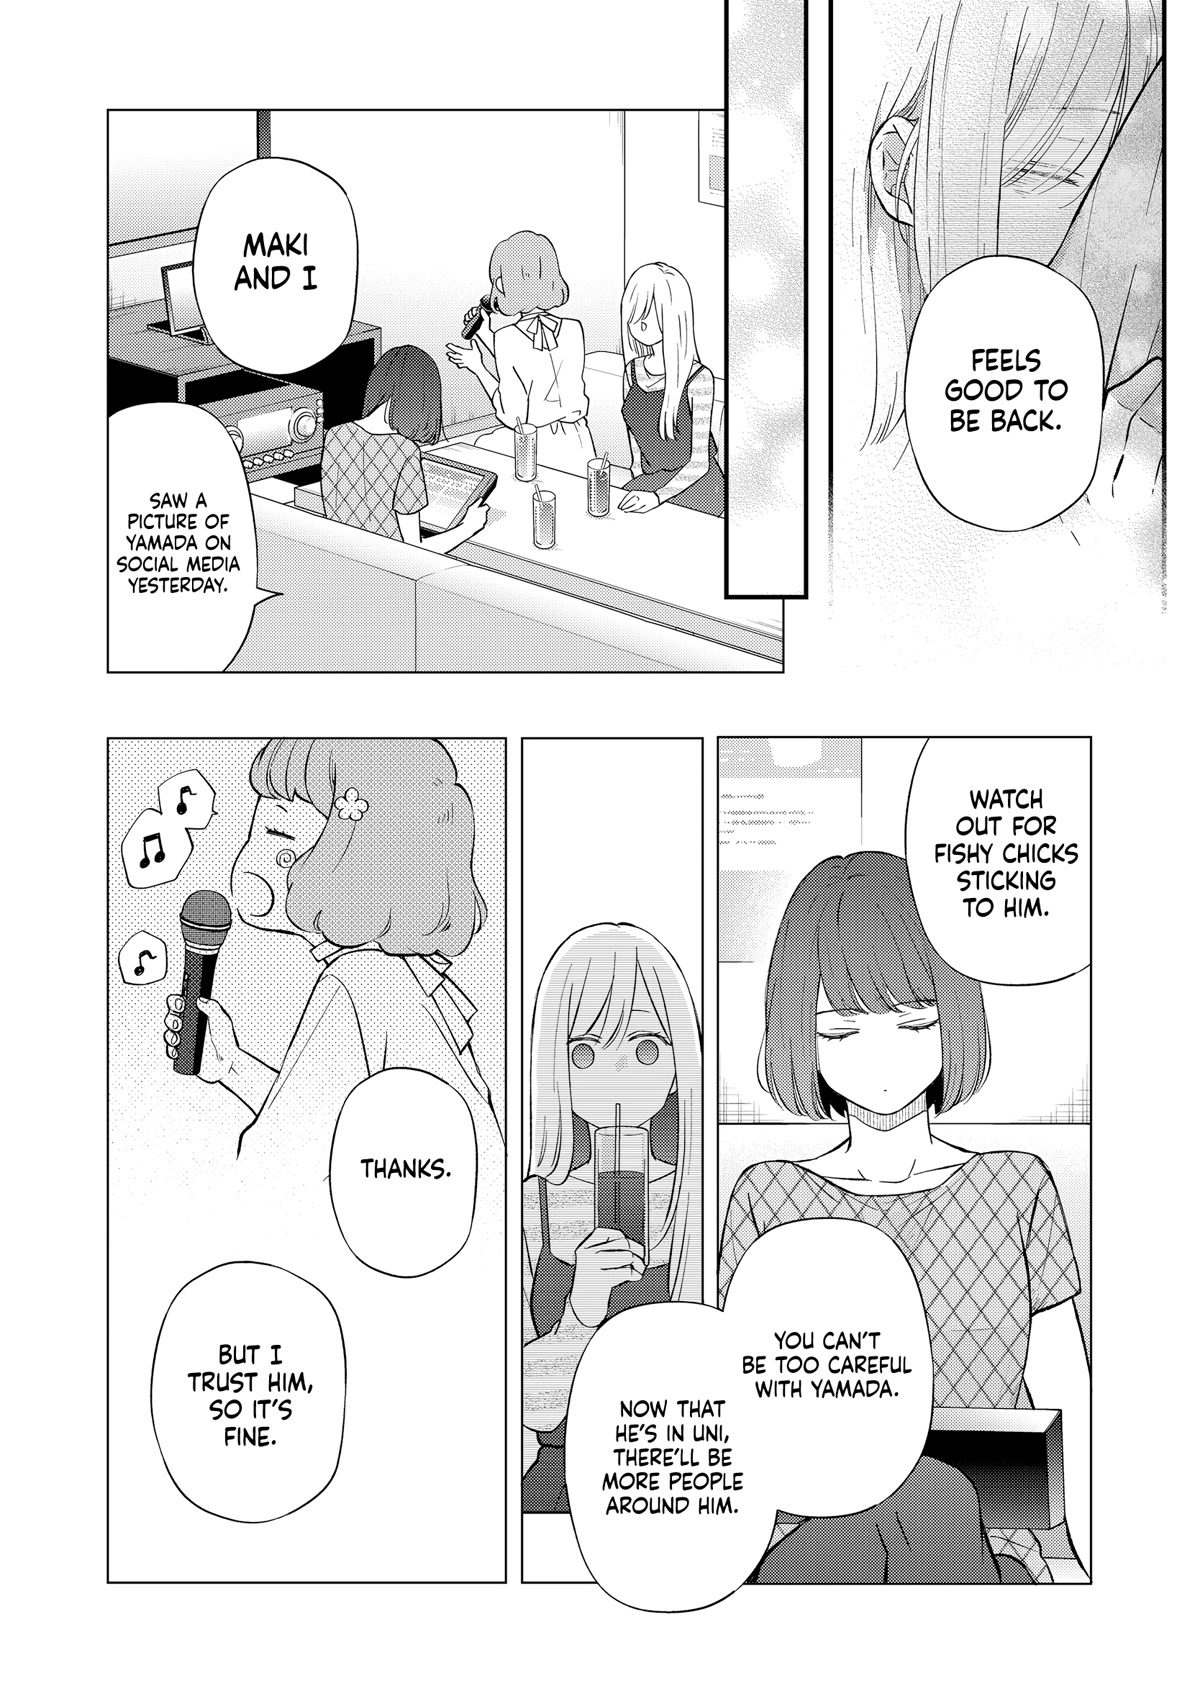 FEELS
GOOD TO
BE BACK.
MAKI
AND I
SAW A
PICTURE OF
YAMADA ON
SOCIAL MEDIA
YESTERDAY.
WATCH
OUT FOR
FISHY CHICKS
STICKING
TO HIM.
YOU CAN'T
BE TOO CAREFUL
WITH YAMADA.
NOW THAT
HE'S IN UNI,
THERE'LL BE
MORE PEOPLE
AROUND HIM.
THANKS.
BUT I
TRUST HIM,
SO IT'S
FINE.